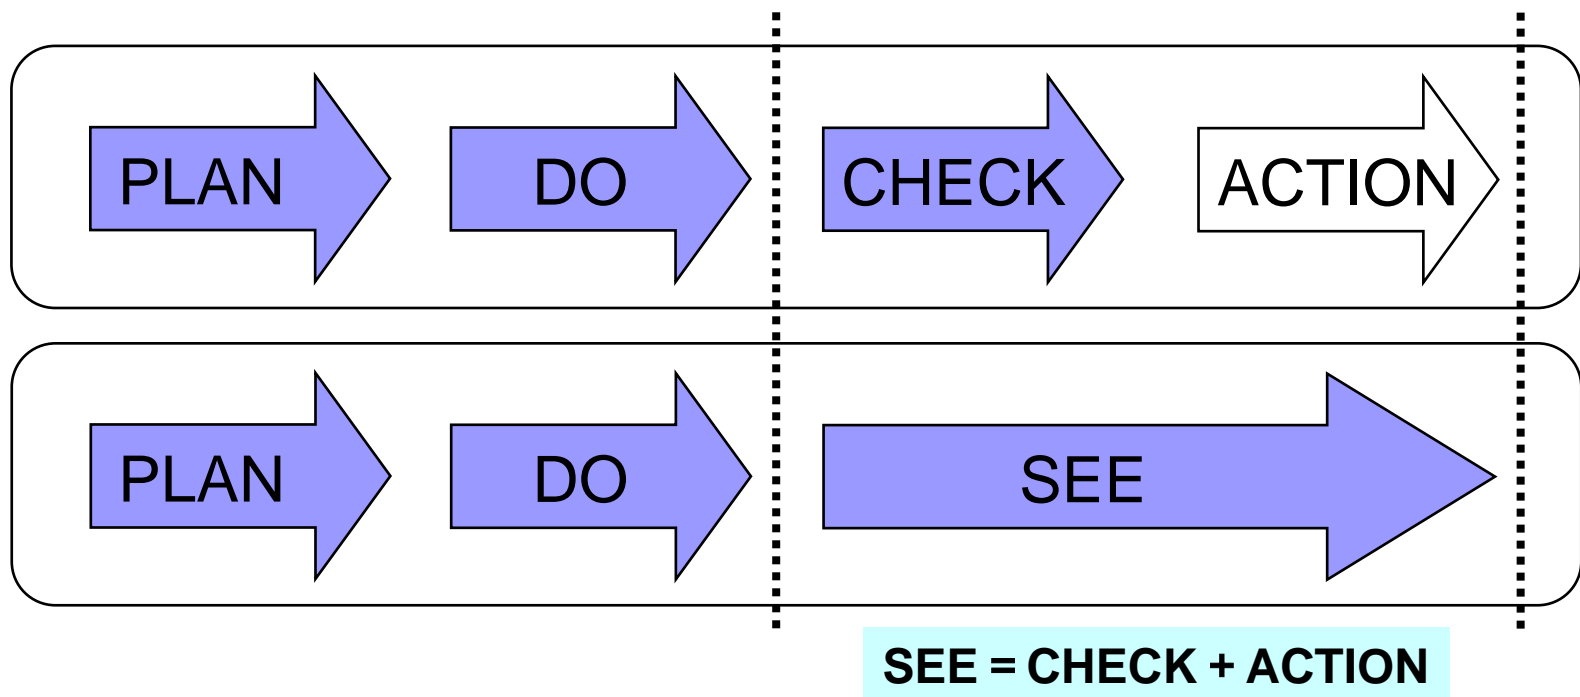 PLAN DO CHECK ACTION
PLAN DO SEE
SEE = CHECK + ACTION